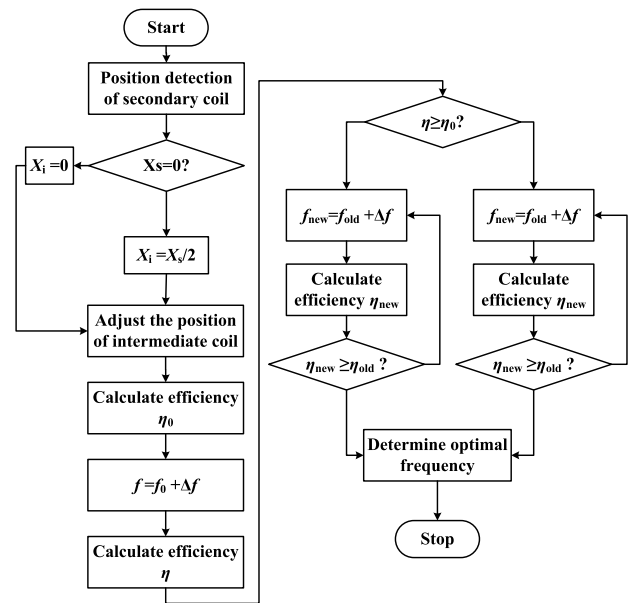 Start
Position detection
of secondary coil
Xs=0?
Xᵢ =0
Xᵢ =Xₛ/2
Adjust the position
of intermediate coil
Calculate efficiency
η₀
f =f₀ +Δf
Calculate efficiency
η
η≥η₀?
fnew=fold +Δf
Calculate
efficiency ηnew
ηnew ≥ηold ?
fnew=fold +Δf
Calculate
efficiency ηnew
ηnew ≥ηold ?
Determine optimal
frequency
Stop